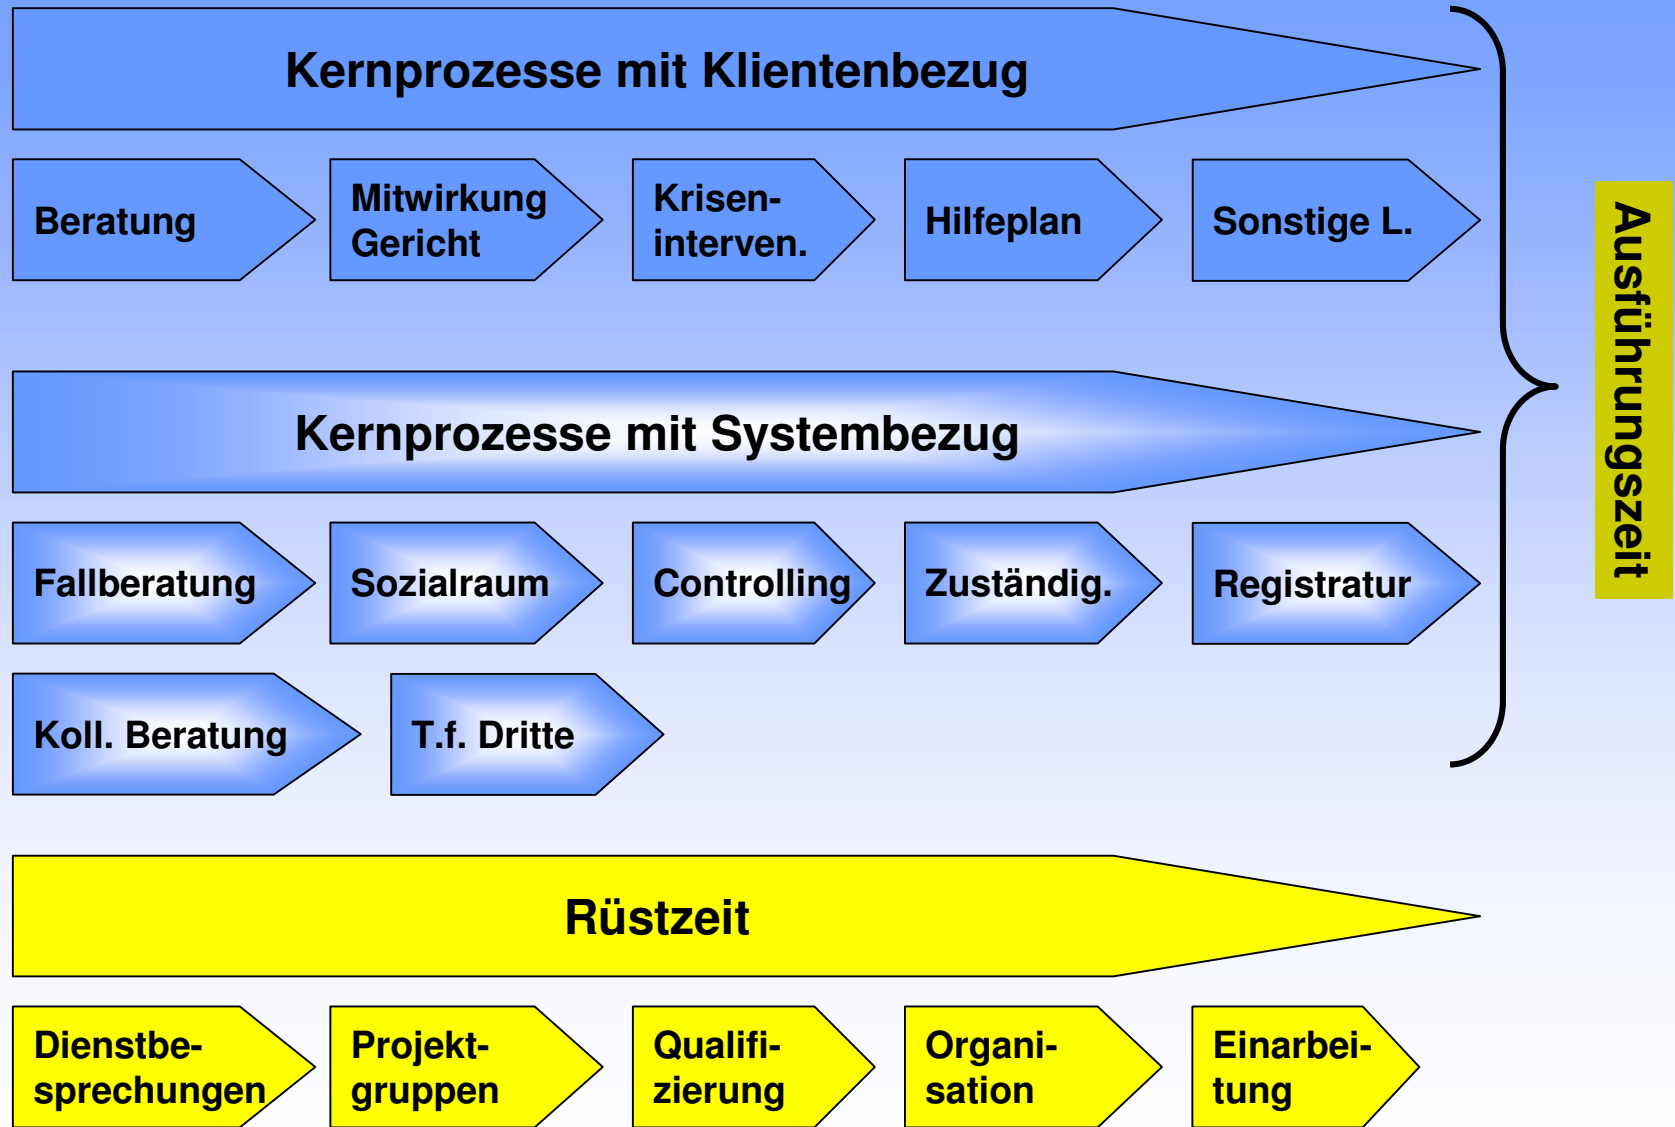 Kernprozesse mit Klientenbezug
Beratung
Mitwirkung
Gericht
Krisen-
interven.
Hilfeplan
Sonstige L.
Kernprozesse mit Systembezug
Fallberatung
Sozialraum
Controlling
Zuständig.
Registratur
Koll. Beratung
T.f. Dritte
Ausführungszeit
Rüstzeit
Dienstbe-
sprechungen
Projekt-
gruppen
Qualifi-
zierung
Organi-
sation
Einarbei-
tung